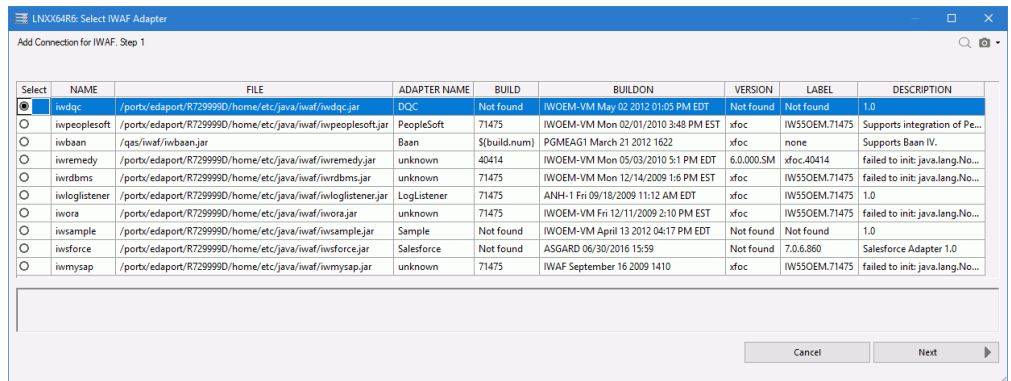 LNXX64R6: Select IWAF Adapter
Add Connection for IWAF. Step 1
Select NAME FILE ADAPTER NAME BUILD BUILDON VERSION LABEL DESCRIPTION
iwdqc /portx/edaport/R729999D/home/etc/java/iwaf/iwdqc.jar DQC Not found IWOEM-VM May 02 2012 01:05 PM EDT Not found Not found 1.0
iwpeoplesoft /portx/edaport/R729999D/home/etc/java/iwaf/iwpeoplesoft.jar PeopleSoft 71475 IWOEM-VM Mon 02/01/2010 3:48 PM EST xfoc IW55OEM.71475 Supports integration of Pe...
iwbaan /qas/iwaf/iwbaan.jar Baan ${build.num} PGMEAG1 March 21 2012 1622 xfoc none Supports Baan IV.
iwremedy /portx/edaport/R729999D/home/etc/java/iwaf/iwremedy.jar unknown 40414 IWOEM-VM Mon 05/03/2010 5:1 PM EDT 6.0.000.SM xfoc.40414 failed to init: java.lang.No...
iwrdbms /portx/edaport/R729999D/home/etc/java/iwaf/iwrdbms.jar unknown 71475 IWOEM-VM Mon 12/14/2009 1:6 PM EST xfoc IW55OEM.71475 failed to init: java.lang.No...
iwloglistener /portx/edaport/R729999D/home/etc/java/iwaf/iwloglistener.jar LogListener 71475 ANH-1 Fri 09/18/2009 11:12 AM EDT xfoc IW55OEM.71475 1.0
iwora /portx/edaport/R729999D/home/etc/java/iwaf/iwora.jar unknown 71475 IWOEM-VM Fri 12/11/2009 2:10 PM EST xfoc IW55OEM.71475 failed to init: java.lang.No...
iwsample /portx/edaport/R729999D/home/etc/java/iwaf/iwsample.jar Sample Not found IWOEM-VM April 13 2012 04:17 PM EDT Not found Not found 1.0
iwsforce /portx/edaport/R729999D/home/etc/java/iwaf/iwsforce.jar Salesforce Not found ASGARD 06/30/2016 15:59 Not found 7.0.6.860 Salesforce Adapter 1.0
iwmysap /portx/edaport/R729999D/home/etc/java/iwaf/iwmysap.jar unknown 71475 IWAF September 16 2009 1410 xfoc IW55OEM.71475 failed to init: java.lang.No...
Cancel Next